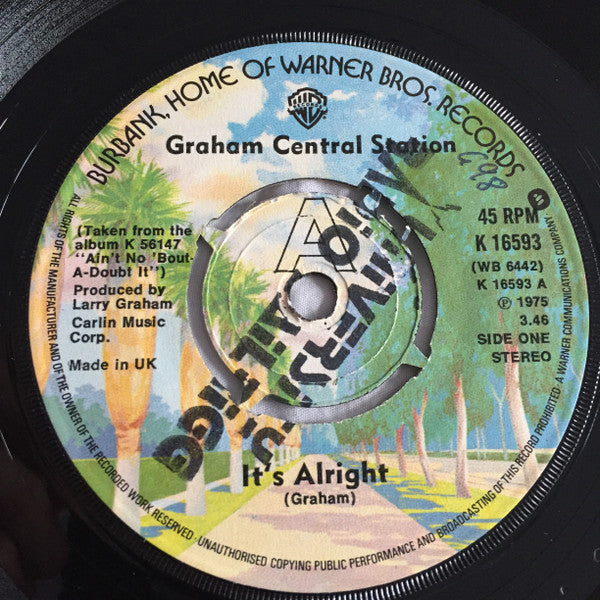 BURBANK, HOME OF WARNER BROS. RECORDS
Graham Central Station
498
A
(Taken from the
album K 56147
"Ain't No 'Bout-
A-Doubt It")
Produced by
Larry Graham
Carlin Music
Corp.
Made in UK
45 RPM
K 16593
(WB 6442)
K 16593 A
℗ 1975
3.46
SIDE ONE
STEREO
It's Alright
(Graham)
ALL RIGHTS OF THE MANUFACTURER AND OF THE OWNER OF THE RECORDED WORK RESERVED · UNAUTHORISED COPYING PUBLIC PERFORMANCE AND BROADCASTING OF THIS RECORD PROHIBITED · A WARNER COMMUNICATIONS COMPANY